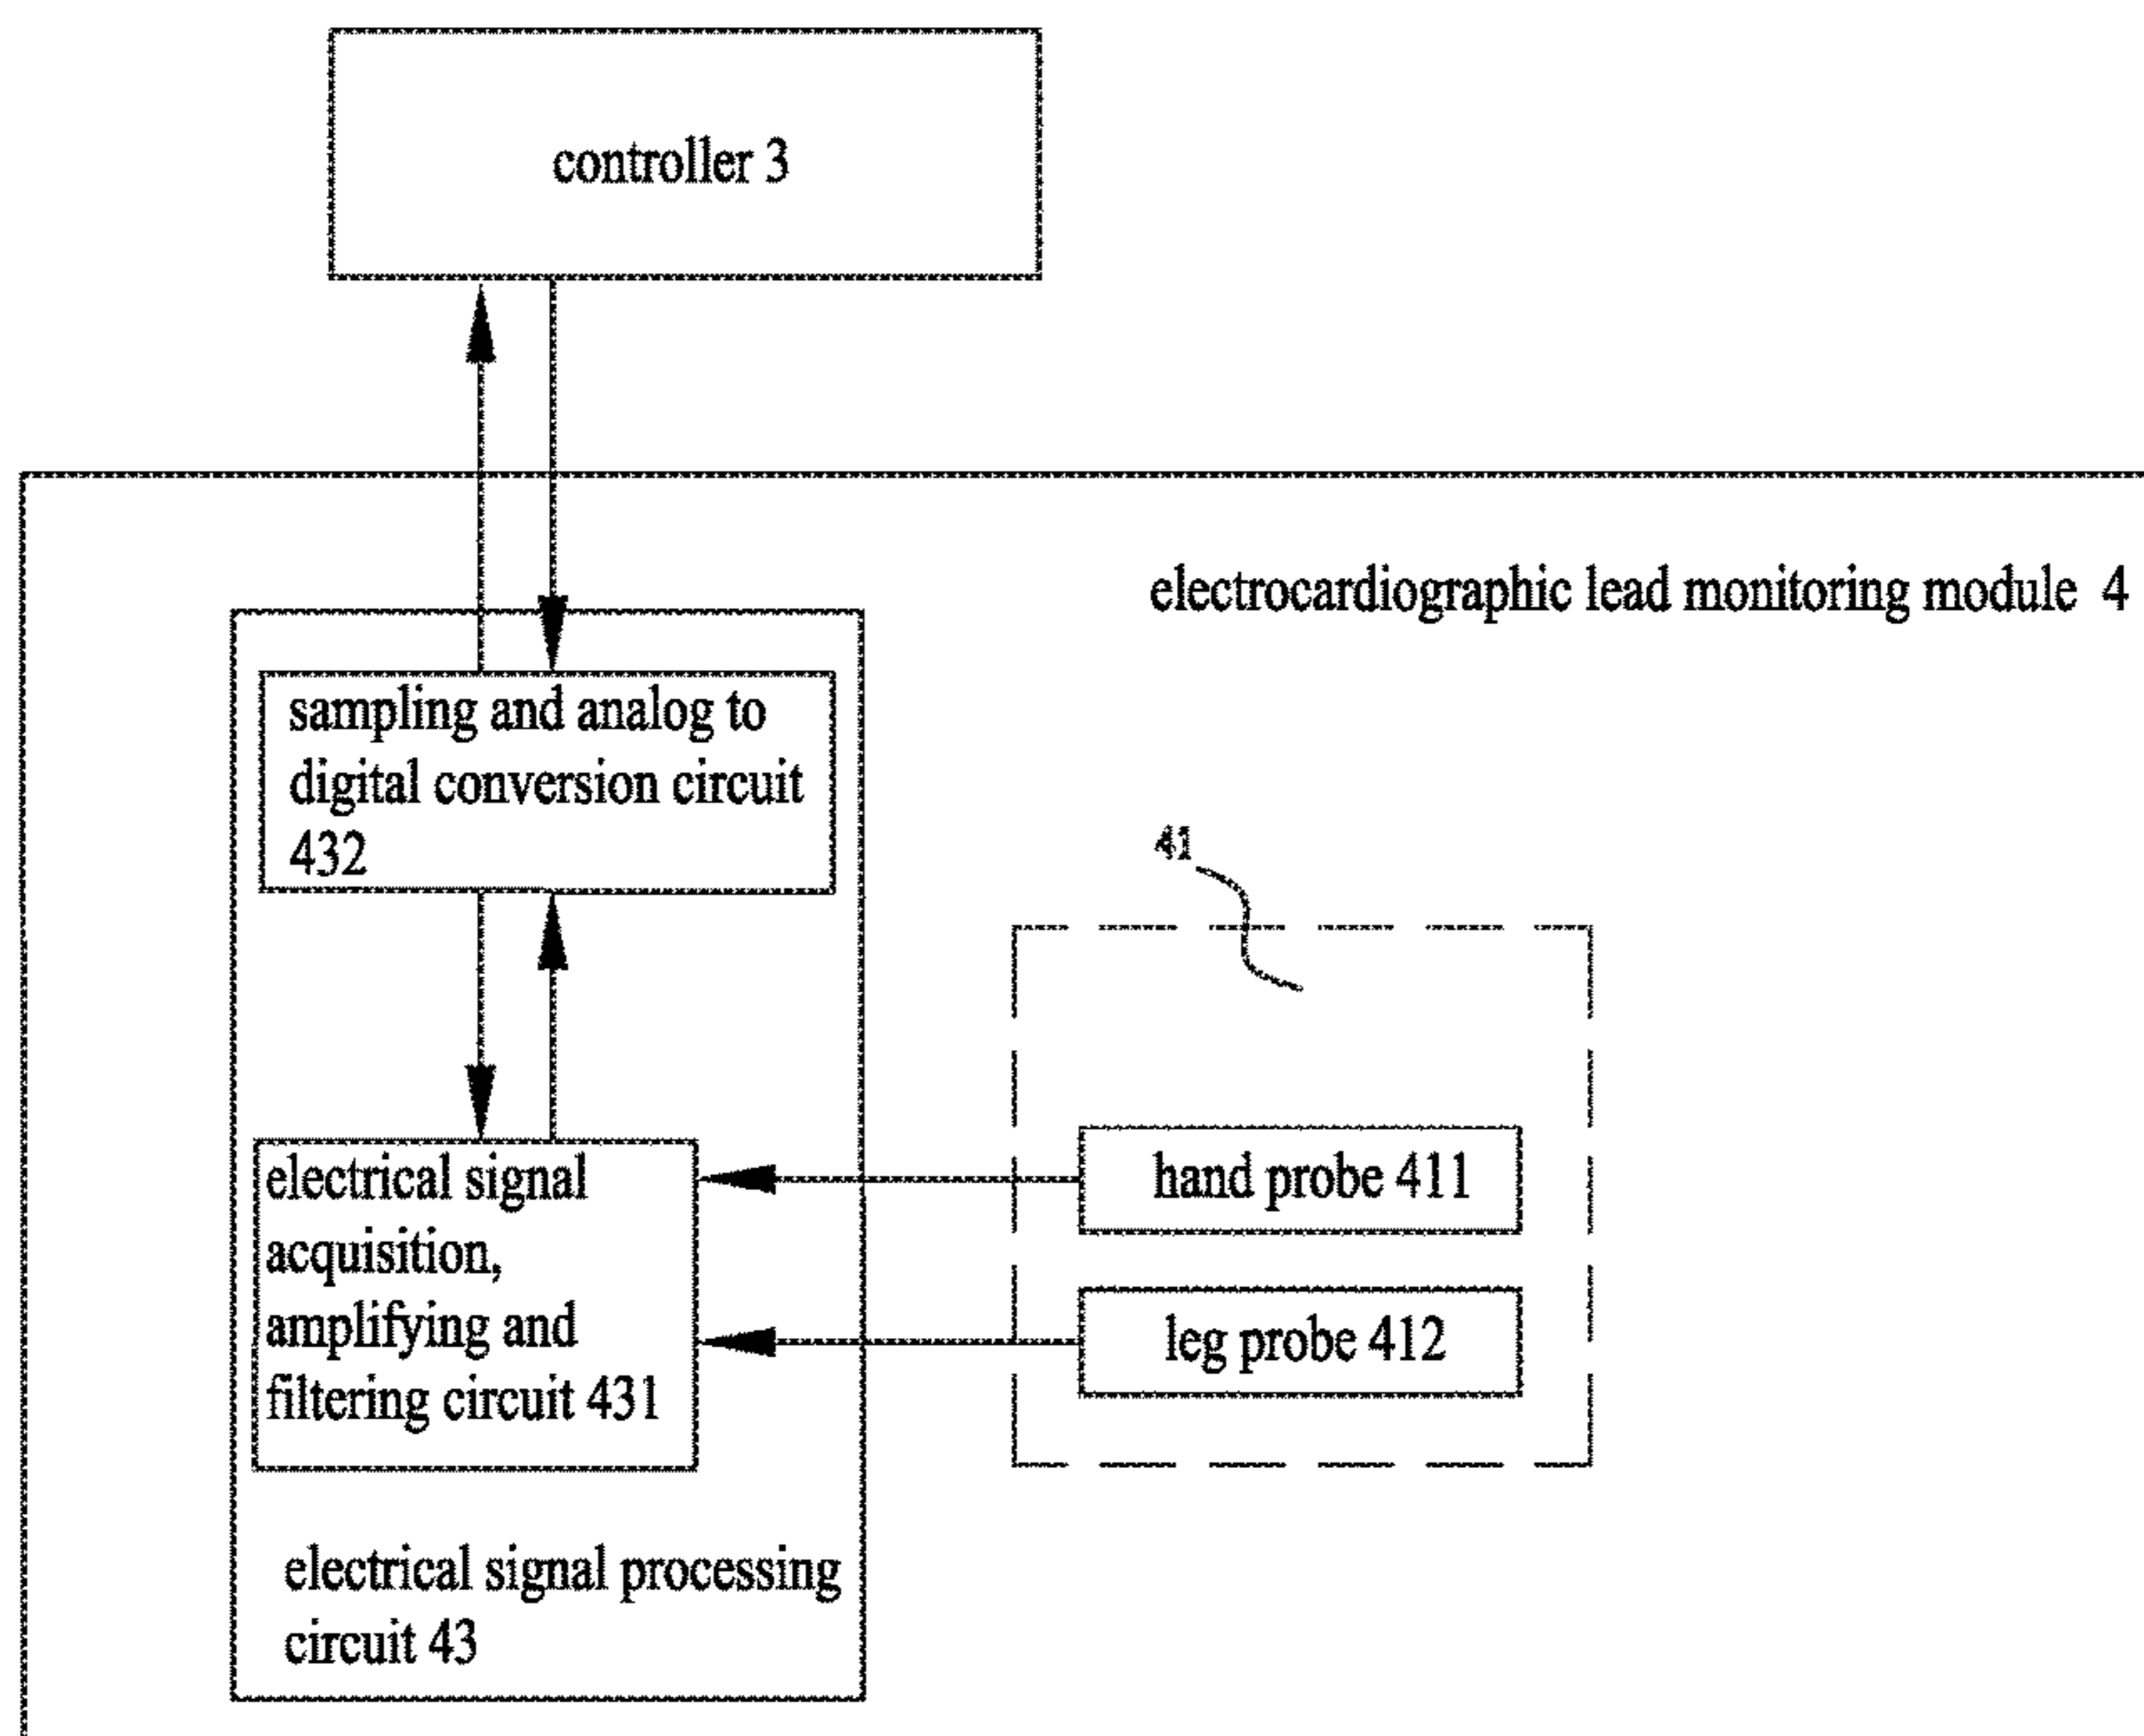 controller 3
electrocardiographic lead monitoring module 4
sampling and analog to
digital conversion circuit
432
41
electrical signal
acquisition,
amplifying and
filtering circuit 431
hand probe 411
leg probe 412
electrical signal processing
circuit 43